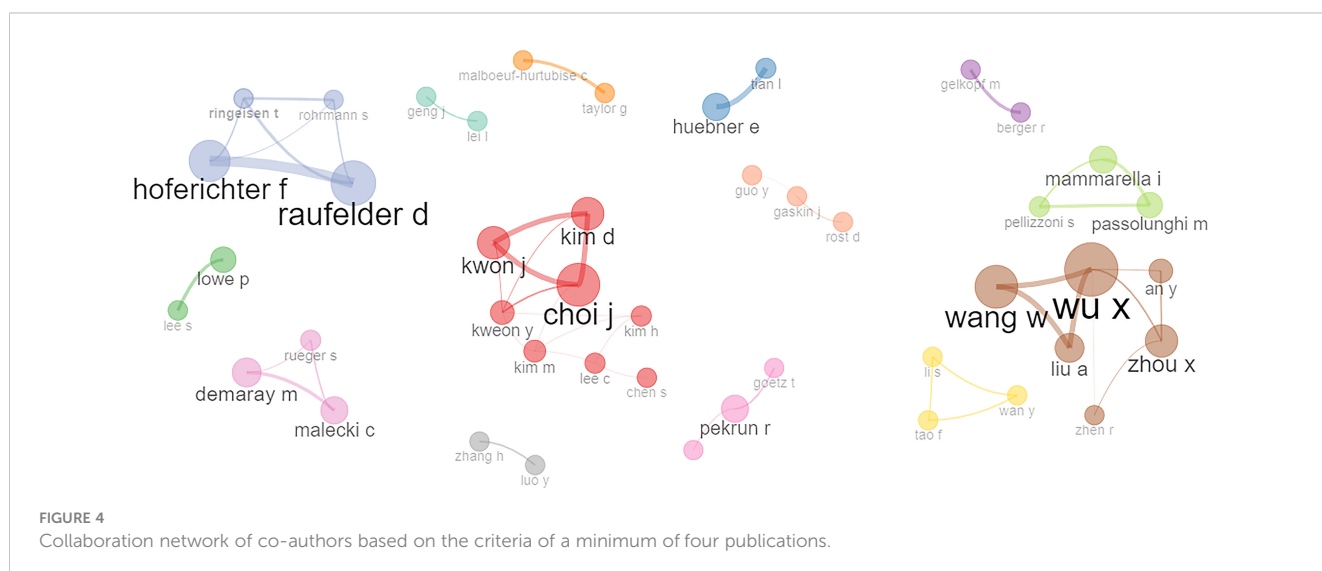 malboeuf-hurtubise c
tian l
gelkopf m
ringeisen t
rohrmann s
geng j
taylor g
lei l
huebner e
berger r
hoferichter f
raufelder d
guo y
gaskin j
rost d
mammarella i
pellizzoni s
passolunghi m
kim d
kwon j
lowe p
lee s
choi j
kweon y
kim h
kim m
lee c
chen s
wang w
wu x
an y
liu a
zhou x
zhen r
li s
wan y
tao f
rueger s
demaray m
malecki c
goetz t
pekrun r
zhang h
luo y
FIGURE 4
Collaboration network of co-authors based on the criteria of a minimum of four publications.